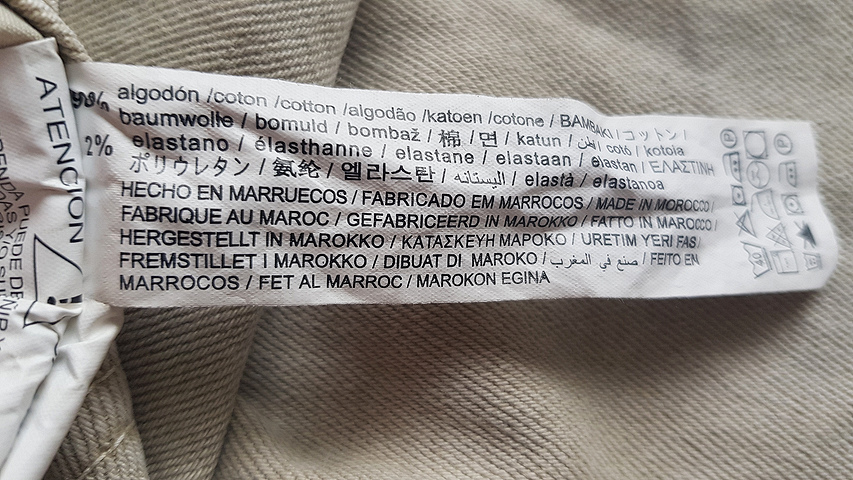 98% algodón /coton /cotton /algodão /katoen /cotone / BAMBAKI / コットン /
baumwolle / bomuld / bombaž / 棉 / 면 / katun / قطن / cotó / kotoia
2% elastano / élasthanne / elastane / elastaan / elastan / ΕΛΑΣΤΙΝΗ
ポリウレタン / 氨纶 / 엘라스탄 / اليستانه / elastà / elastanoa
HECHO EN MARRUECOS / FABRICADO EM MARROCOS / MADE IN MOROCCO /
FABRIQUE AU MAROC / GEFABRICEERD IN MAROKKO / FATTO IN MAROCCO /
HERGESTELLT IN MAROKKO / ΚΑΤΑΣΚΕΥΗ ΜΑΡΟΚΟ / URETIM YERI FAS /
FREMSTILLET I MAROKKO / DIBUAT DI MAROKO / صنع في المغرب / FEITO EN
MARROCOS / FET AL MARROC / MAROKON EGINA
ATENCION
PUEDE
40
P